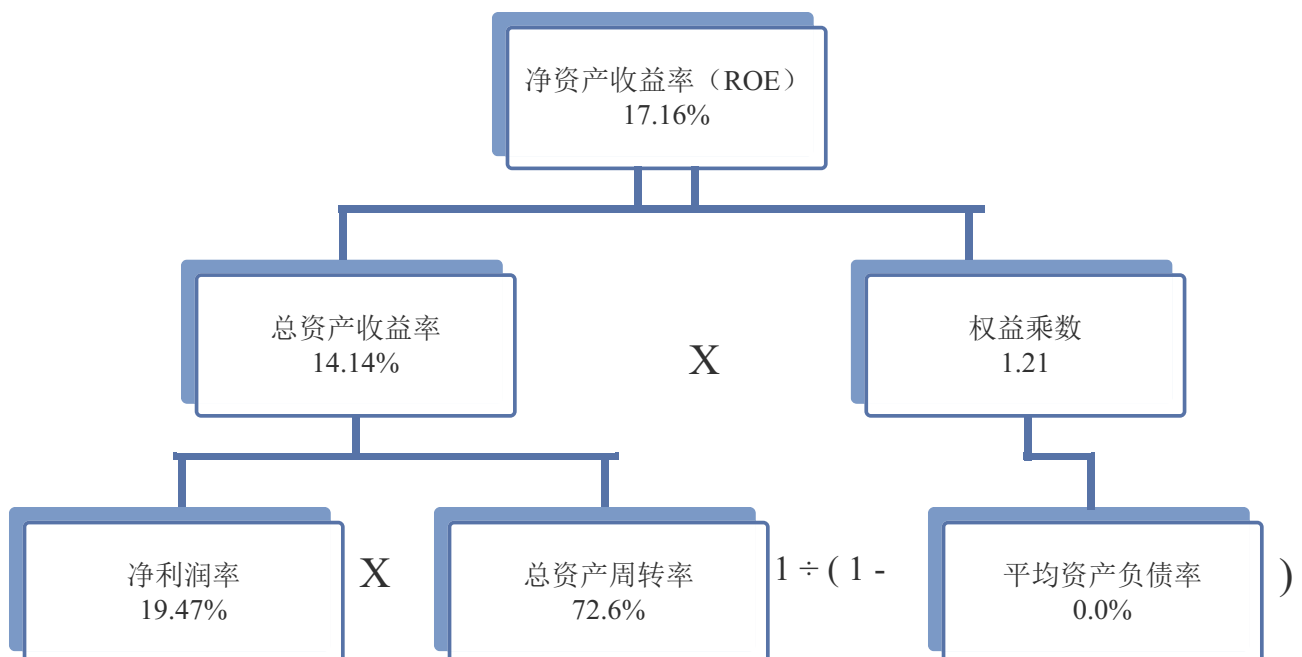 净资产收益率（ROE）
17.16%
总资产收益率
14.14%
X
权益乘数
1.21
净利润率
19.47%
X
总资产周转率
72.6%
1 ÷ ( 1 -
平均资产负债率
0.0%
)